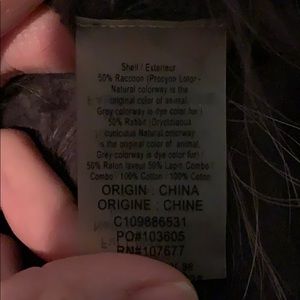 Shell / Exterieur
50% Raccoon (Procyon Lotor -
Natural colorway is the
original color of animal,
Grey colorway is dye color fur)
50% Rabbit (Oryctolagus
cuniculus Natural colorway
is the original color of animal.
Grey-colorway is dye color fur)
50% Raton laveur 50% Lapin Combo
Combo : 100% Cotton : 100% Cotton
ORIGIN : CHINA
ORIGINE : CHINE
C109886531
PO#103605
RN#107677